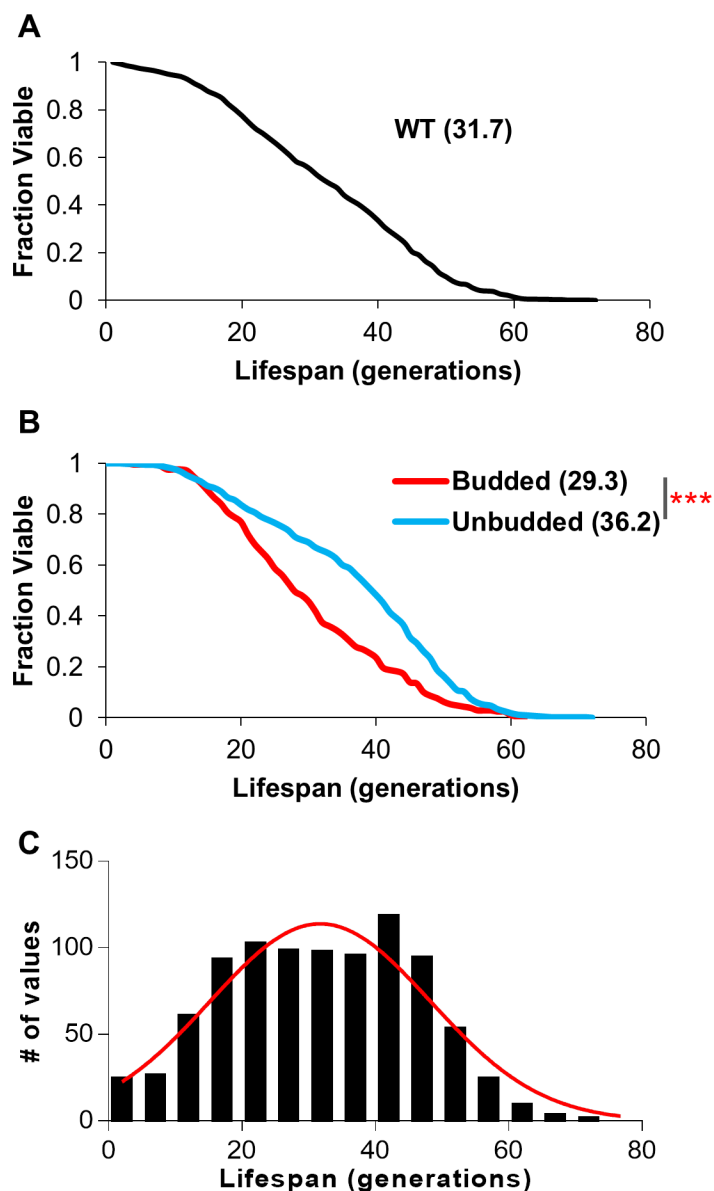 A
1
0.8
0.6
0.4
0.2
0
Fraction Viable
WT (31.7)
0 20 40 60 80
Lifespan (generations)
B
1
0.8
0.6
0.4
0.2
0
Fraction Viable
Budded (29.3)
Unbudded (36.2)
***
0 20 40 60 80
Lifespan (generations)
C
150
100
50
0
# of values
0 20 40 60 80
Lifespan (generations)